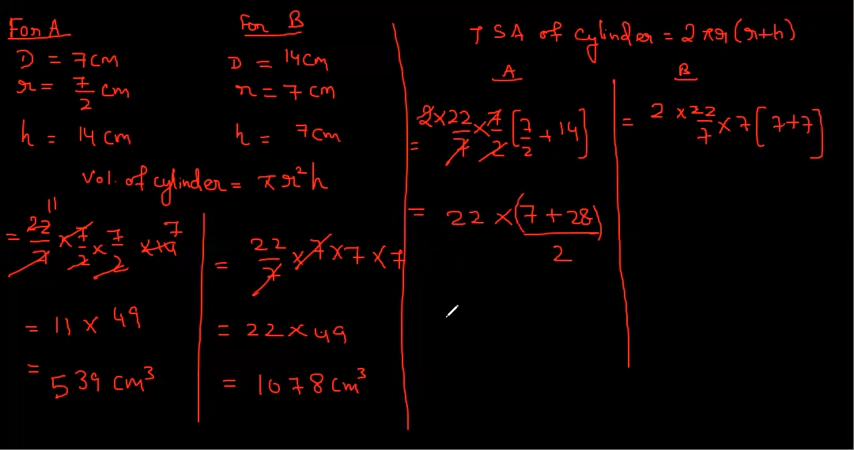 For A
D = 7cm
r = 7/2 cm
h = 14 cm
For B
D = 14cm
r = 7 cm
h = 7cm
Vol. of cylinder = πr²h
= 22/7 × 7/2 × 7/2 × 14 11 7
= 11 × 49
= 539 cm³
= 22/7 × 7 × 7 × 7
= 22 × 49
= 1078 cm³
TSA of cylinder = 2πr(r+h)
A
= 2 × 22/7 × 7/2 [7/2 + 14]
= 22 × (7 + 28)/2
B
= 2 × 22/7 × 7 [7+7]